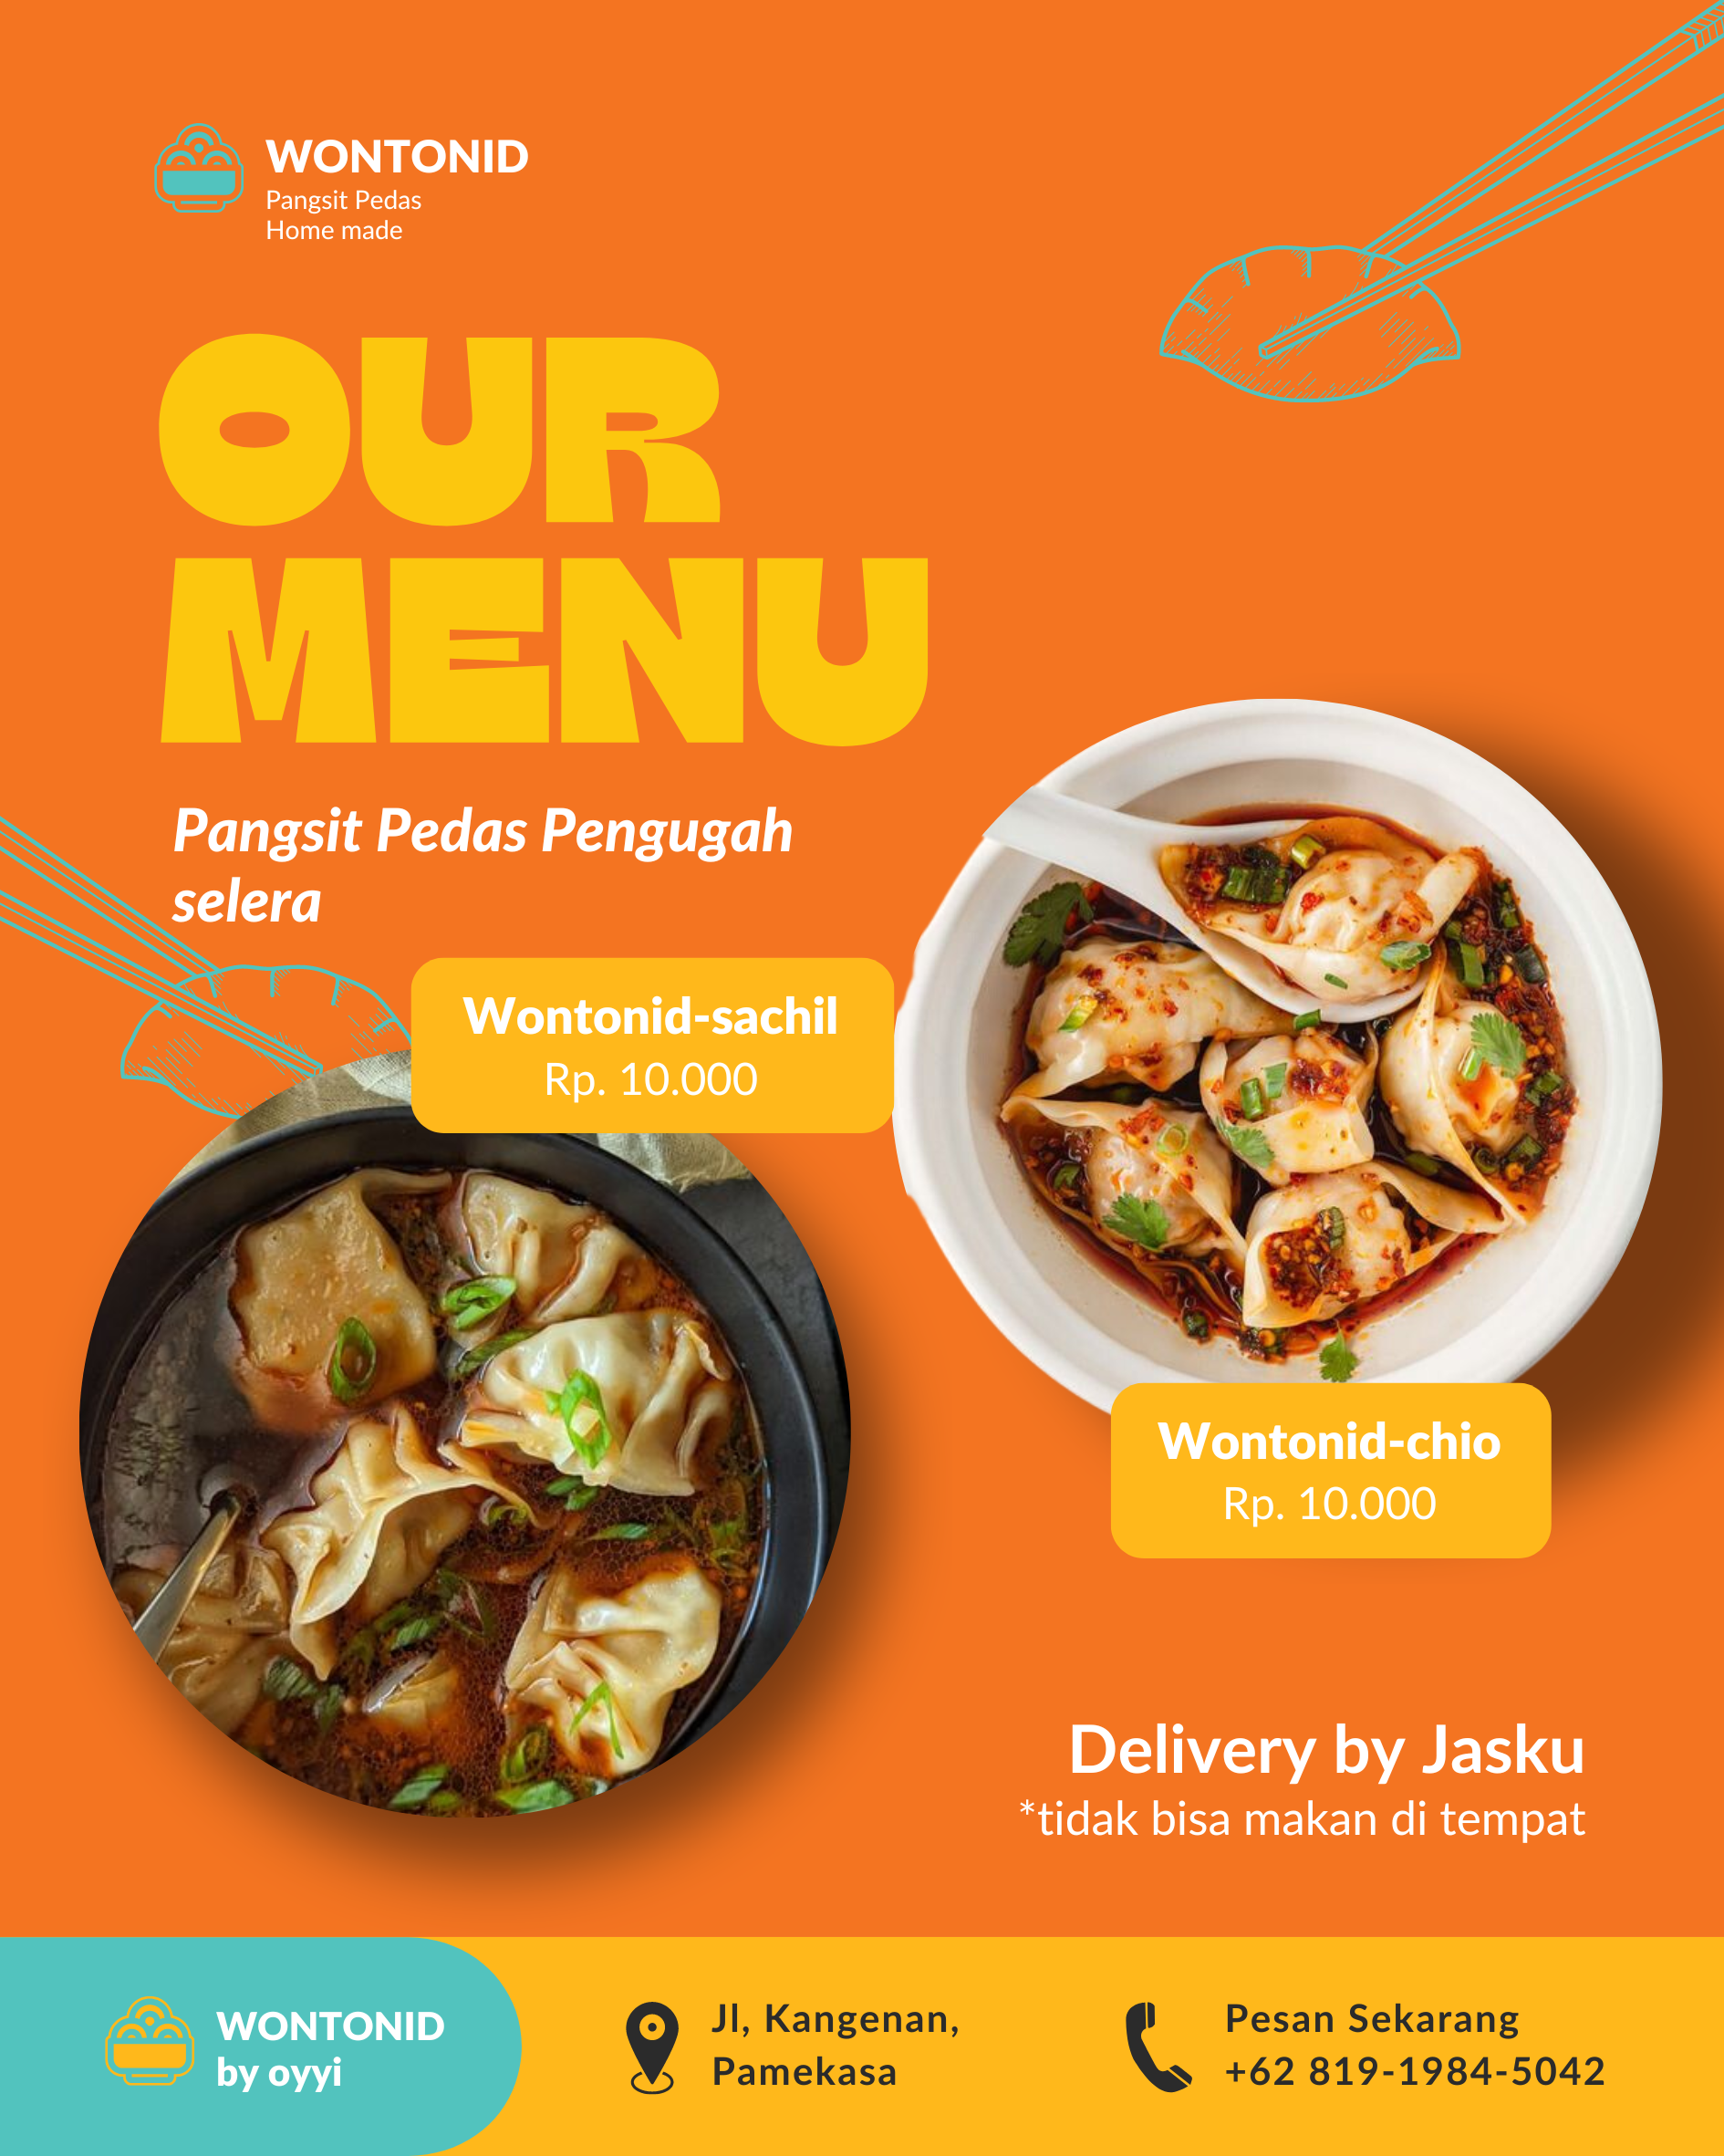 WONTONID
Pangsit Pedas
Home made
OUR
MENU
Pangsit Pedas Pengugah
selera
Wontonid-sachil
Rp. 10.000
Wontonid-chio
Rp. 10.000
Delivery by Jasku
*tidak bisa makan di tempat
WONTONID
by oyyi
Jl, Kangenan,
Pamekasa
Pesan Sekarang
+62 819-1984-5042